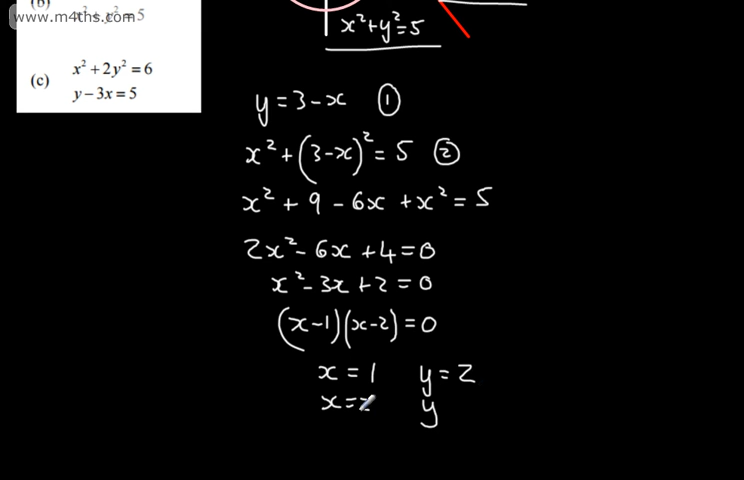 (b)
www.m4ths.com
= 5
x² + y² = 5
(c) x² + 2y² = 6
y − 3x = 5
y = 3 − x ①
x² + (3 − x)² = 5 ②
x² + 9 − 6x + x² = 5
2x² − 6x + 4 = 0
x² − 3x + 2 = 0
(x − 1)(x − 2) = 0
x = 1 y = 2
x = y